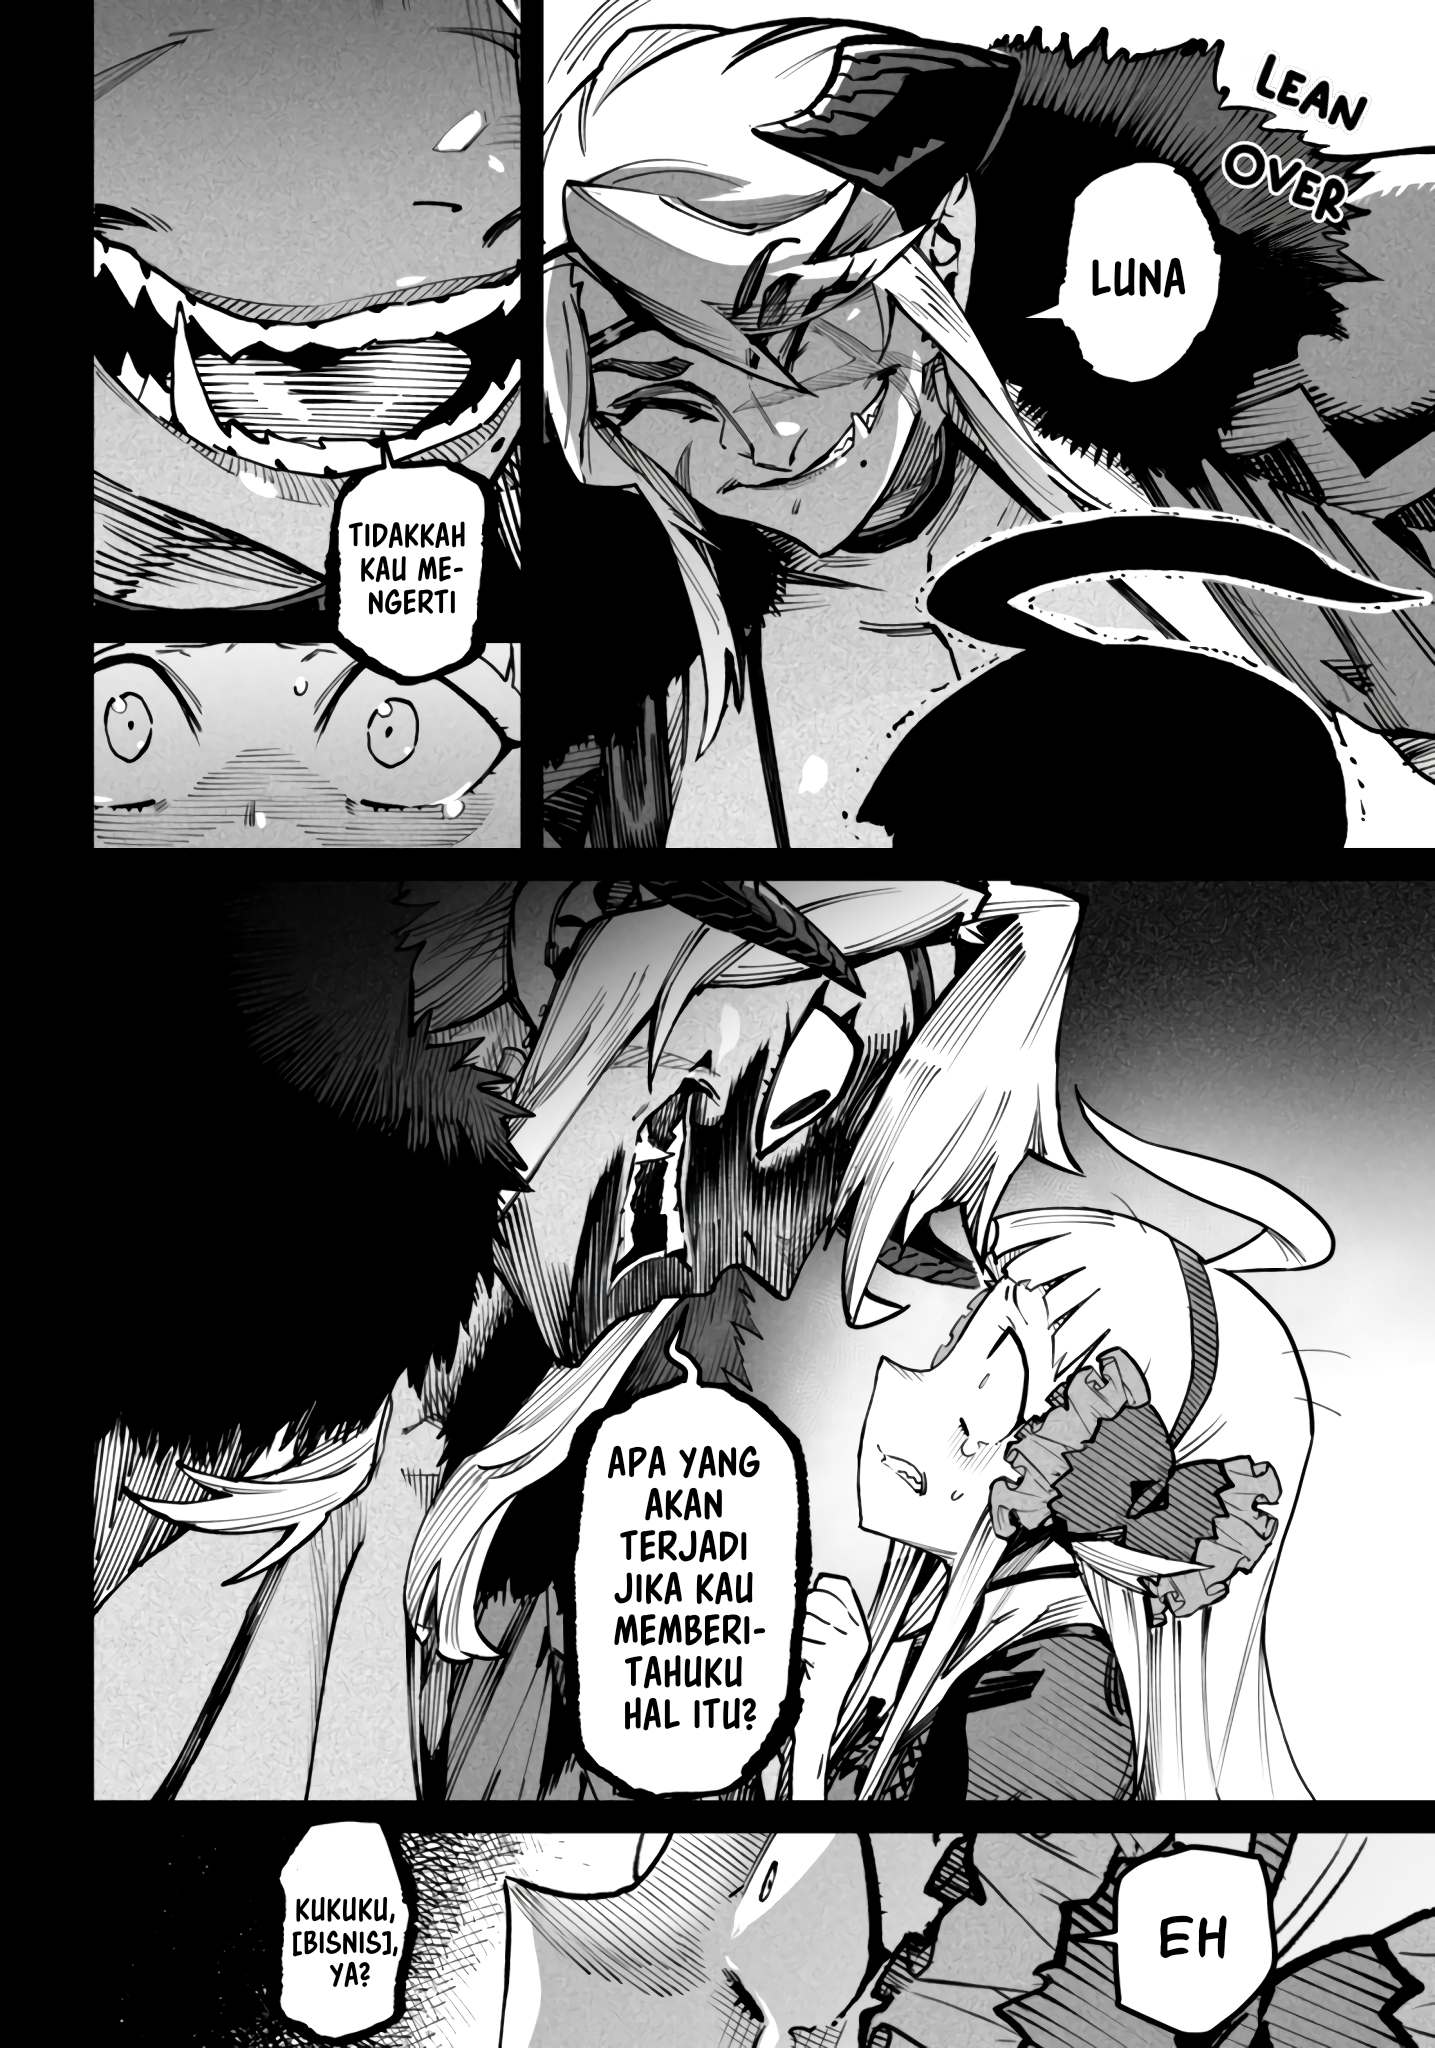 LEAN
OVER
LUNA
TIDAKKAH
KAU ME-
NGERTI
APA YANG
AKAN
TERJADI
JIKA KAU
MEMBERI-
TAHUKU
HAL ITU?
EH
KUKUKU,
[BISNIS],
YA?